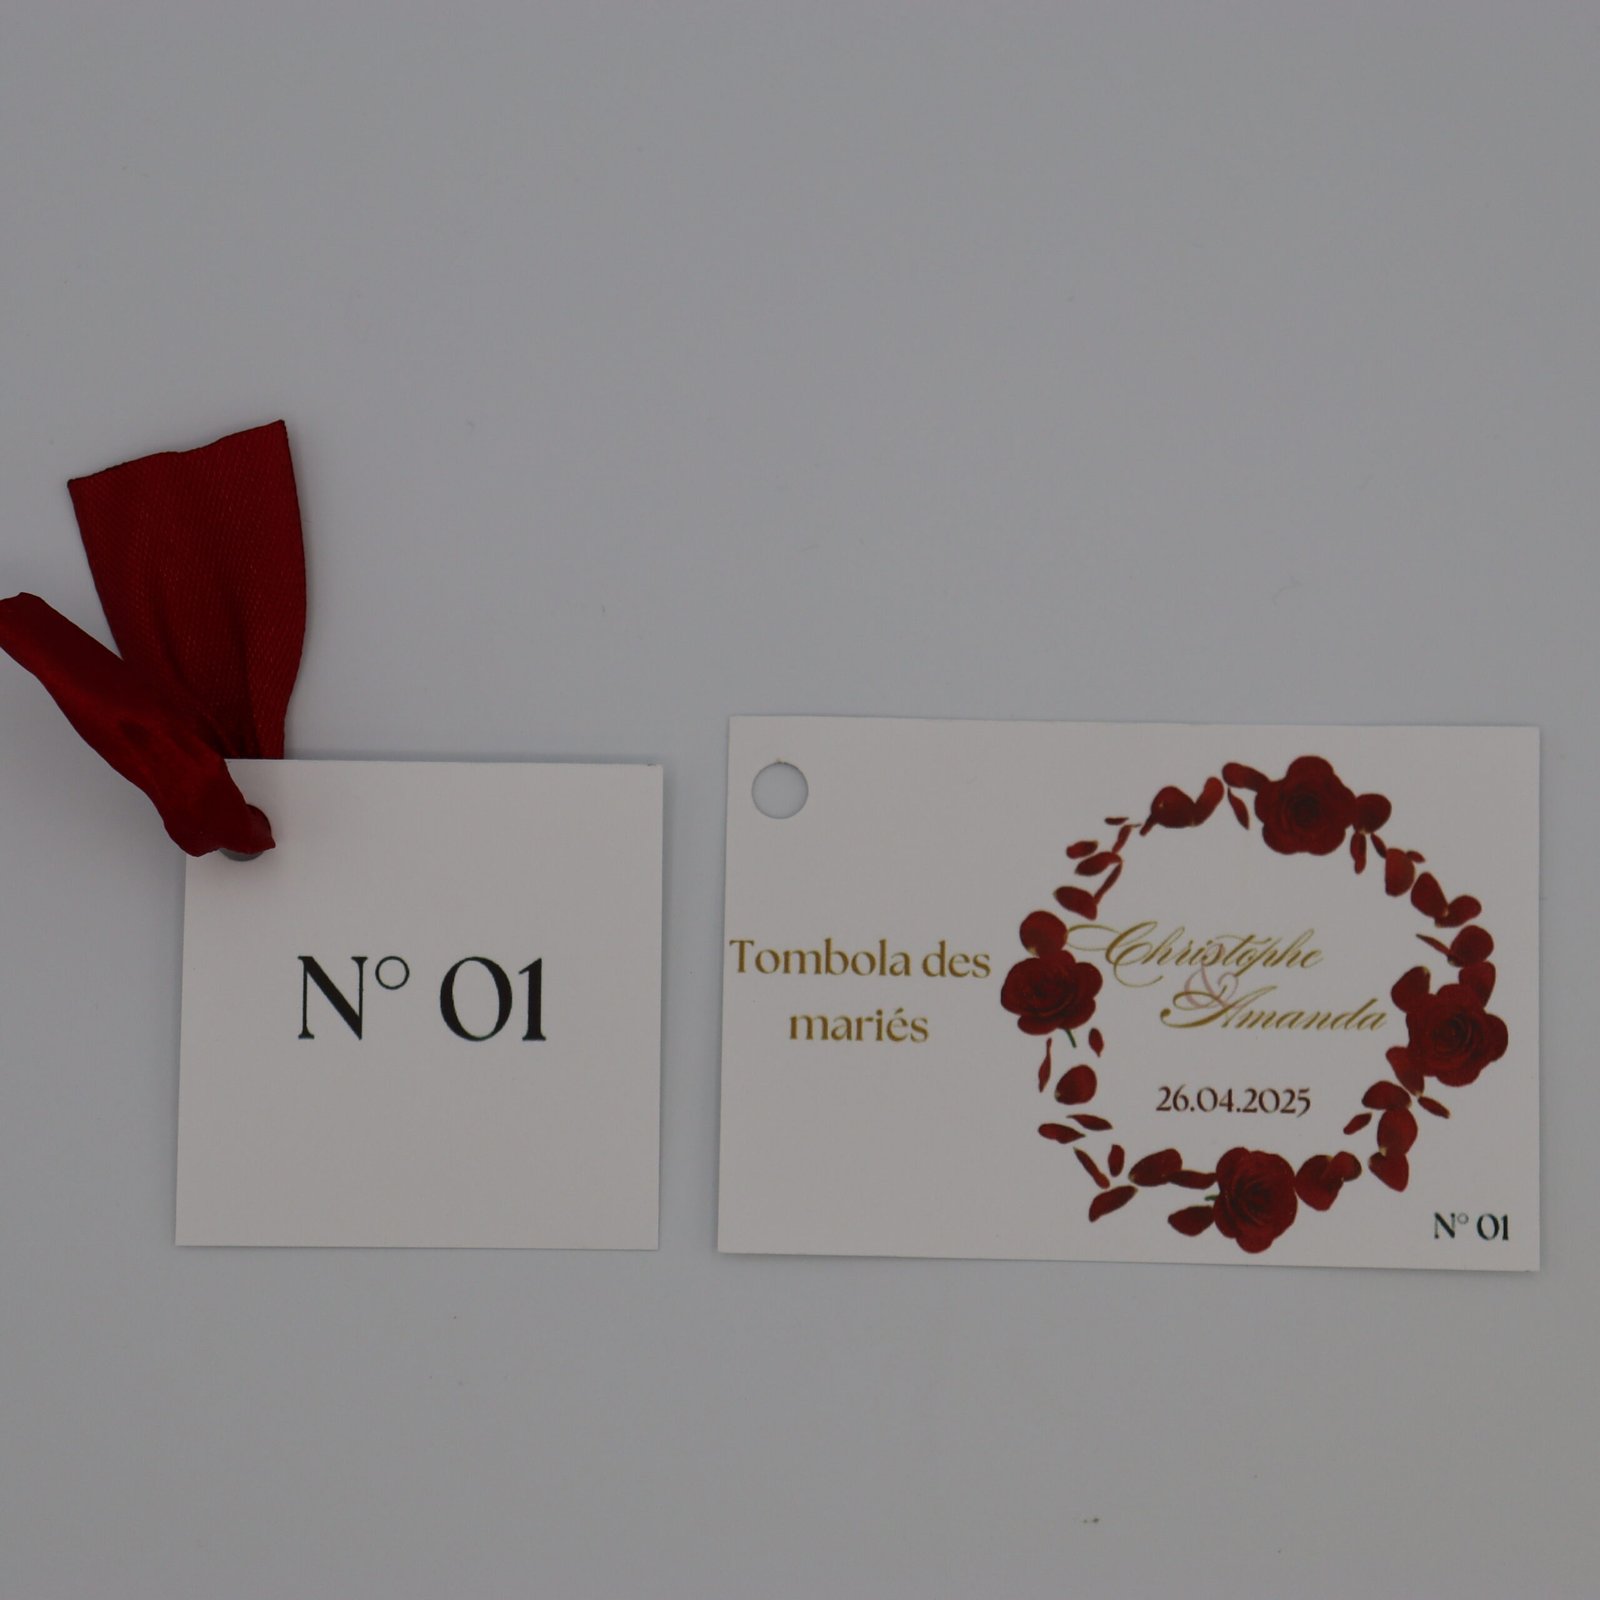 N° 01
Tombola des
mariés
Christophe
&
Amanda
26.04.2025
N° 01